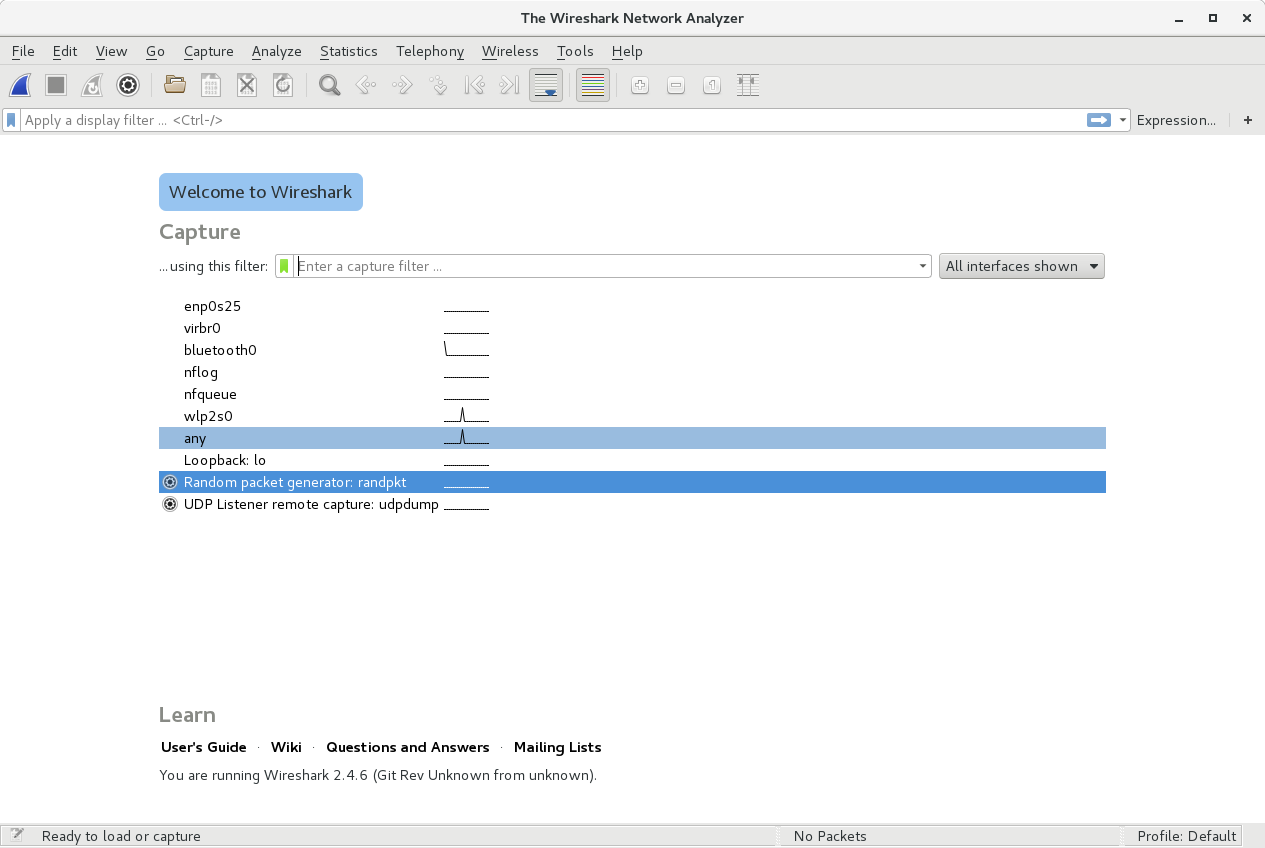 The Wireshark Network Analyzer
File Edit View Go Capture Analyze Statistics Telephony Wireless Tools Help
Apply a display filter ... <Ctrl-/> Expression... +
Welcome to Wireshark
Capture
...using this filter: Enter a capture filter ... All interfaces shown
enp0s25
virbr0
bluetooth0
nflog
nfqueue
wlp2s0
any
Loopback: lo
Random packet generator: randpkt
UDP Listener remote capture: udpdump
Learn
User's Guide · Wiki · Questions and Answers · Mailing Lists
You are running Wireshark 2.4.6 (Git Rev Unknown from unknown).
Ready to load or capture No Packets Profile: Default